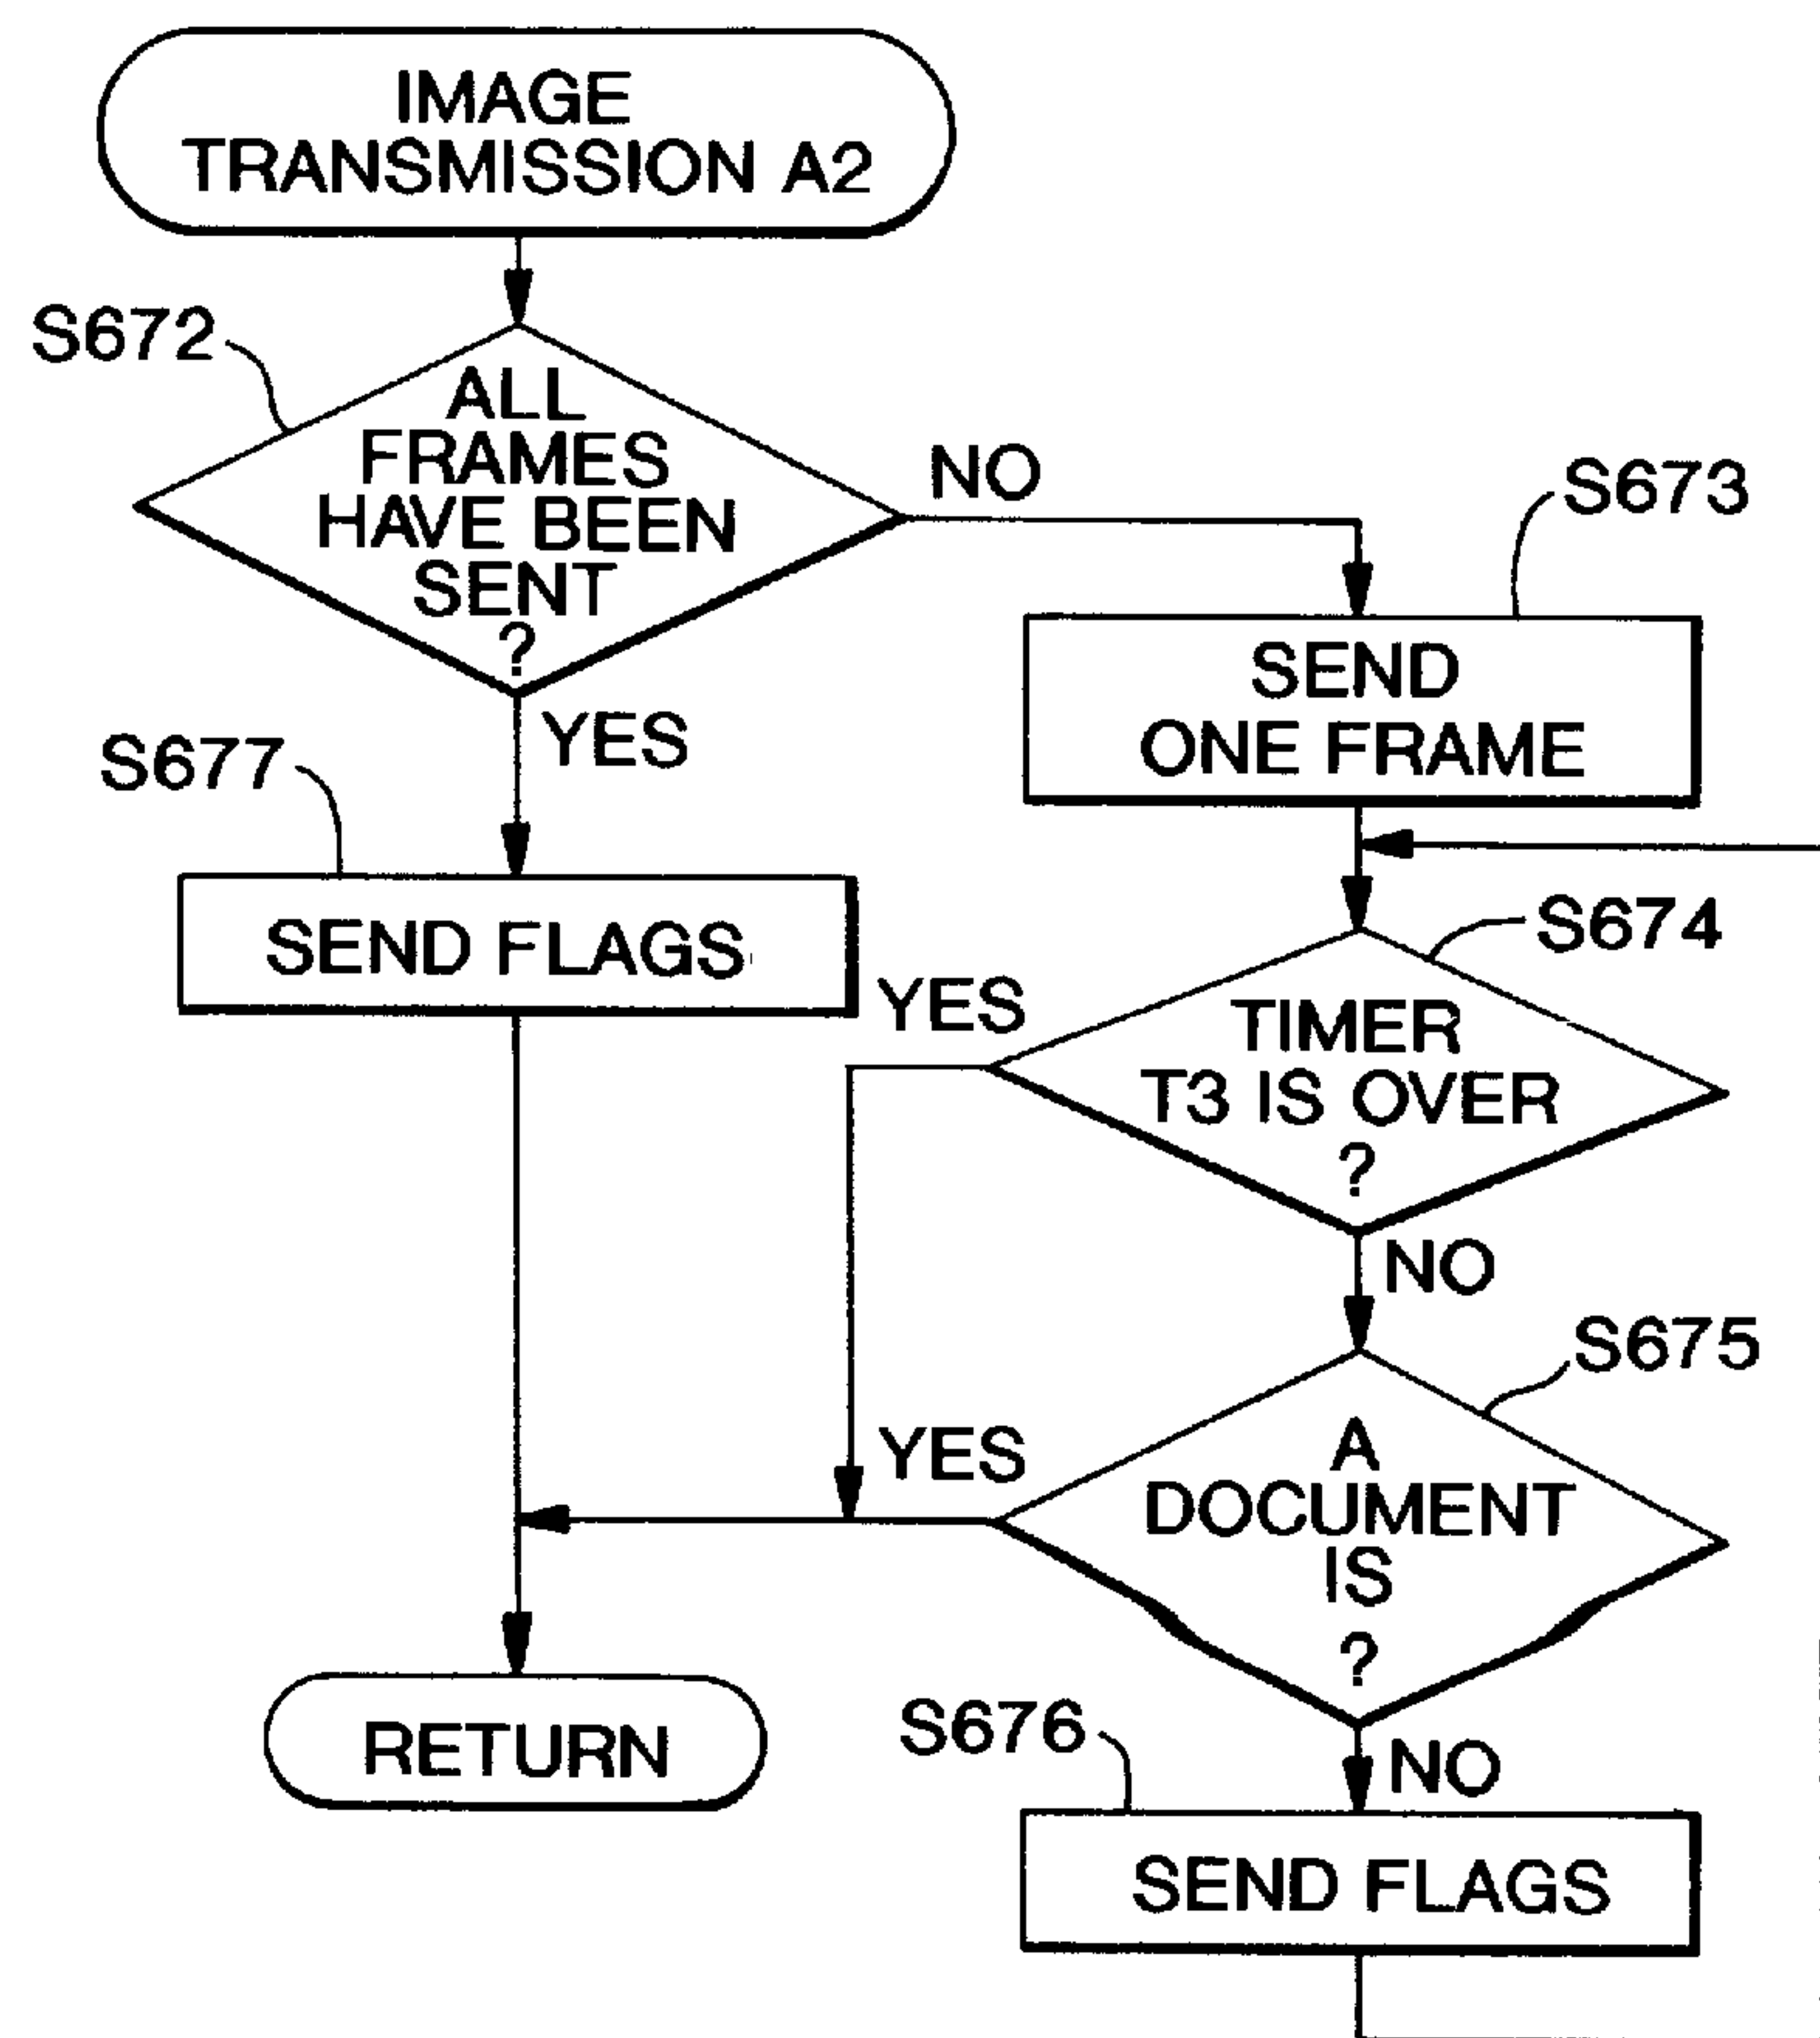 IMAGE
TRANSMISSION A2
S672
ALL
FRAMES
HAVE BEEN
SENT
?
NO
YES
S673
SEND
ONE FRAME
S677
SEND FLAGS
S674
TIMER
T3 IS OVER
?
YES
NO
S675
A
DOCUMENT
IS
?
YES
NO
RETURN
S676
SEND FLAGS